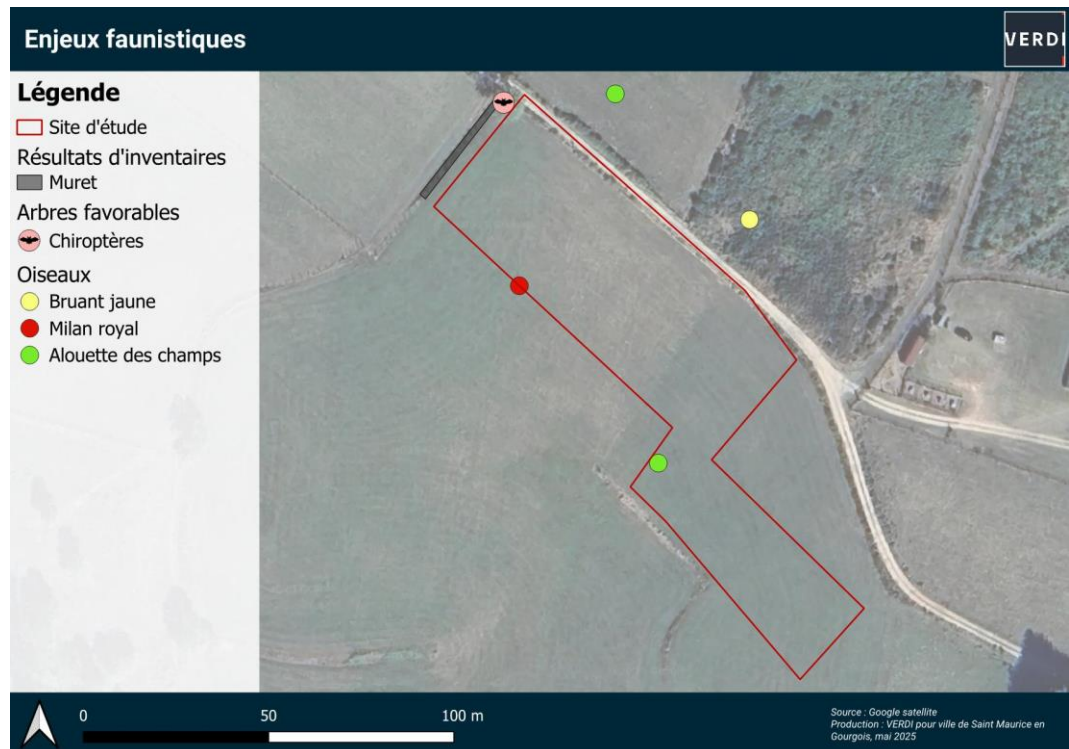 Enjeux faunistiques
VERDI
Légende
Site d'étude
Résultats d'inventaires
Muret
Arbres favorables
Chiroptères
Oiseaux
Bruant jaune
Milan royal
Alouette des champs
0 50 100 m
Source : Google satellite
Production : VERDI pour ville de Saint Maurice en
Gourgois, mai 2025